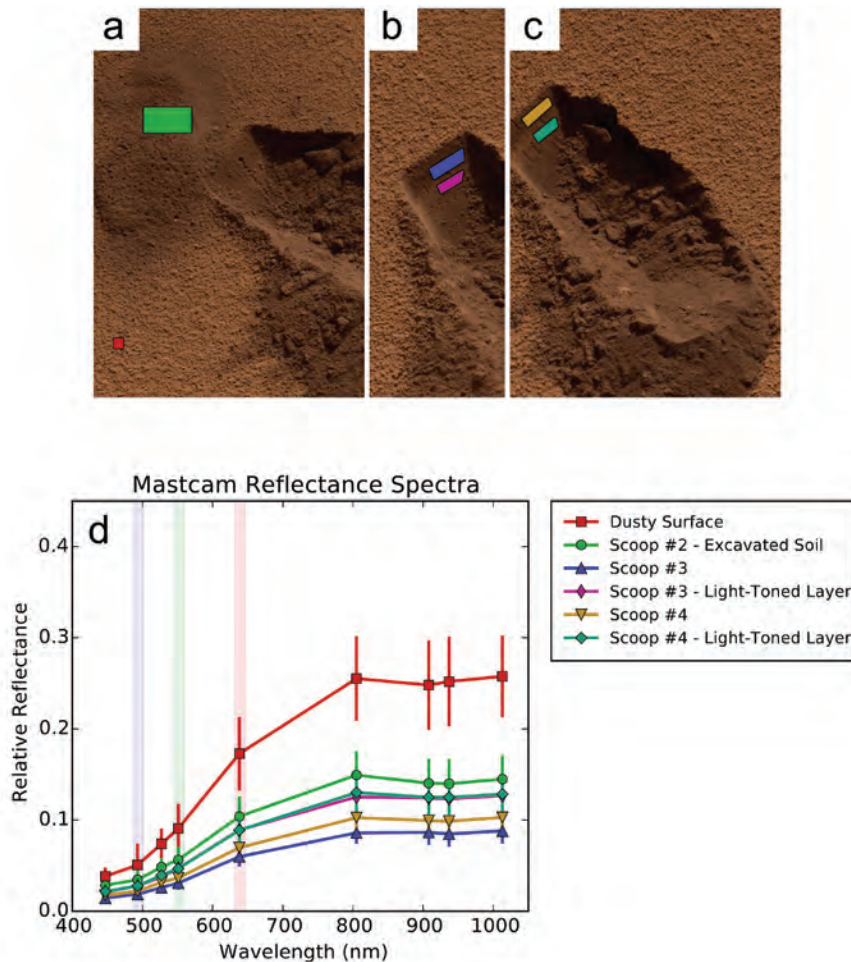 a
b
c
Mastcam Reflectance Spectra
d
0.4
0.3
0.2
0.1
0.0
Relative Reflectance
400 500 600 700 800 900 1000
Wavelength (nm)
Dusty Surface
Scoop #2 - Excavated Soil
Scoop #3
Scoop #3 - Light-Toned Layer
Scoop #4
Scoop #4 - Light-Toned Layer